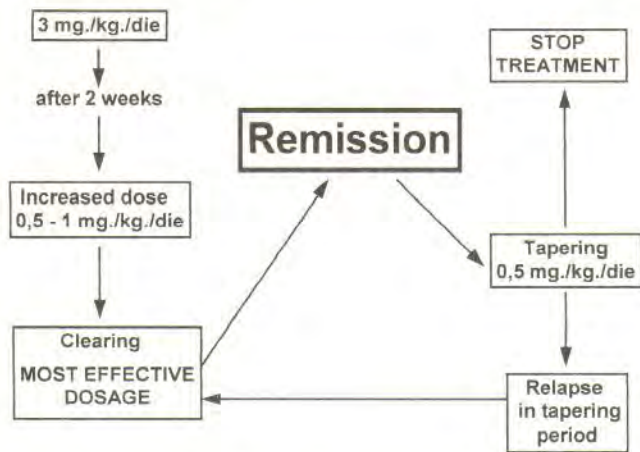 3 mg./kg./die
after 2 weeks
Increased dose
0,5 - 1 mg./kg./die
Clearing
MOST EFFECTIVE
DOSAGE
Remission
STOP
TREATMENT
Tapering
0,5 mg./kg./die
Relapse
in tapering
period